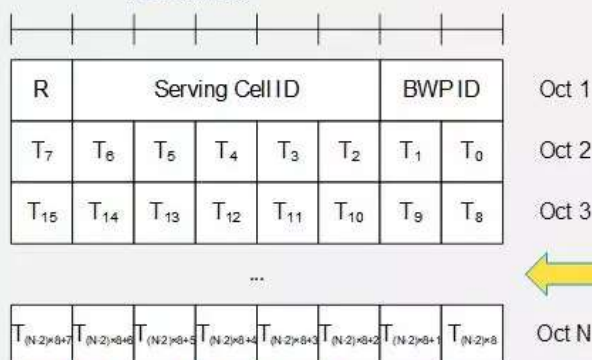 R Serving Cell ID BWP ID Oct 1
T₇ T₆ T₅ T₄ T₃ T₂ T₁ T₀ Oct 2
T₁₅ T₁₄ T₁₃ T₁₂ T₁₁ T₁₀ T₉ T₈ Oct 3
...
T₍N-2₎×8+7 T₍N-2₎×8+6 T₍N-2₎×8+5 T₍N-2₎×8+4 T₍N-2₎×8+3 T₍N-2₎×8+2 T₍N-2₎×8+1 T₍N-2₎×8 Oct N